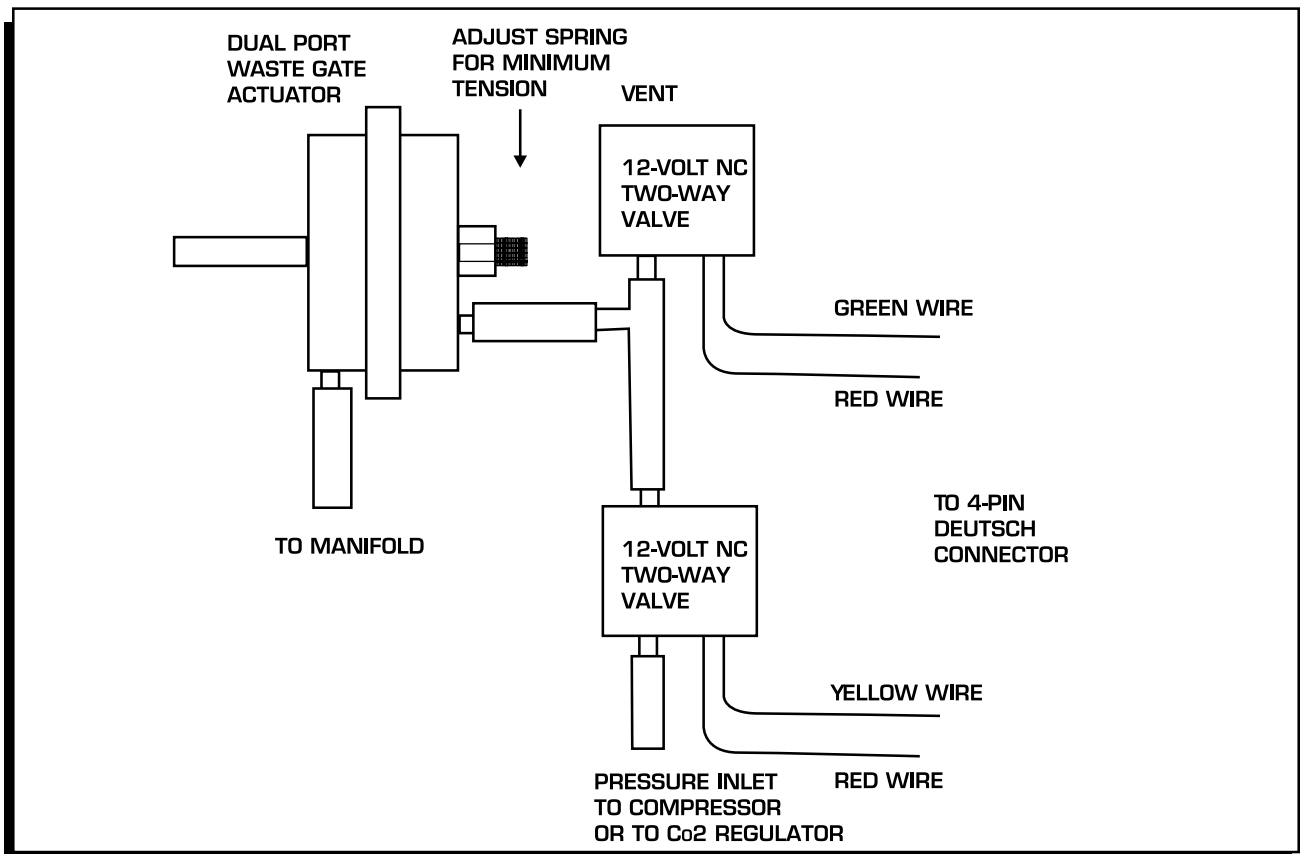 DUAL PORT
WASTE GATE
ACTUATOR
ADJUST SPRING
FOR MINIMUM
TENSION
VENT
12-VOLT NC
TWO-WAY
VALVE
GREEN WIRE
RED WIRE
TO MANIFOLD
12-VOLT NC
TWO-WAY
VALVE
TO 4-PIN
DEUTSCH
CONNECTOR
YELLOW WIRE
RED WIRE
PRESSURE INLET
TO COMPRESSOR
OR TO Co2 REGULATOR